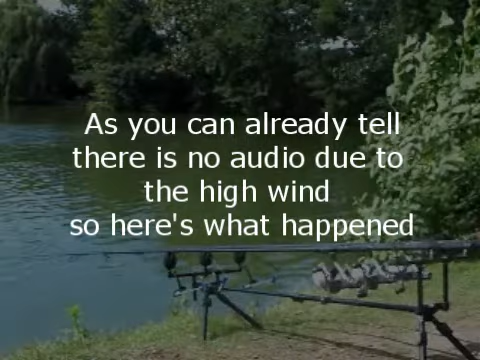 As you can already tell
there is no audio due to
the high wind
so here's what happened